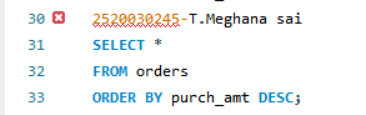 30 2520030245-T.Meghana sai
31 SELECT *
32 FROM orders
33 ORDER BY purch_amt DESC;